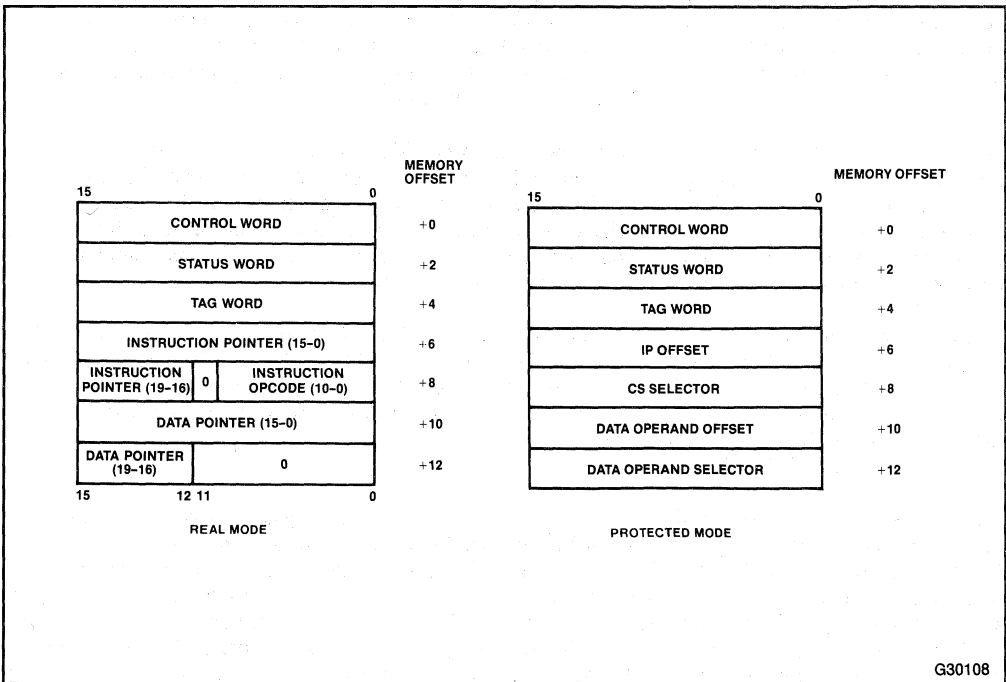 MEMORY
OFFSET
15 0
CONTROL WORD +0
STATUS WORD +2
TAG WORD +4
INSTRUCTION POINTER (15–0) +6
INSTRUCTION
POINTER (19–16)
0
INSTRUCTION
OPCODE (10–0)
+8
DATA POINTER (15–0) +10
DATA POINTER
(19–16)
0
+12
15 12 11 0
REAL MODE
MEMORY OFFSET
15 0
CONTROL WORD +0
STATUS WORD +2
TAG WORD +4
IP OFFSET +6
CS SELECTOR +8
DATA OPERAND OFFSET +10
DATA OPERAND SELECTOR +12
PROTECTED MODE
G30108